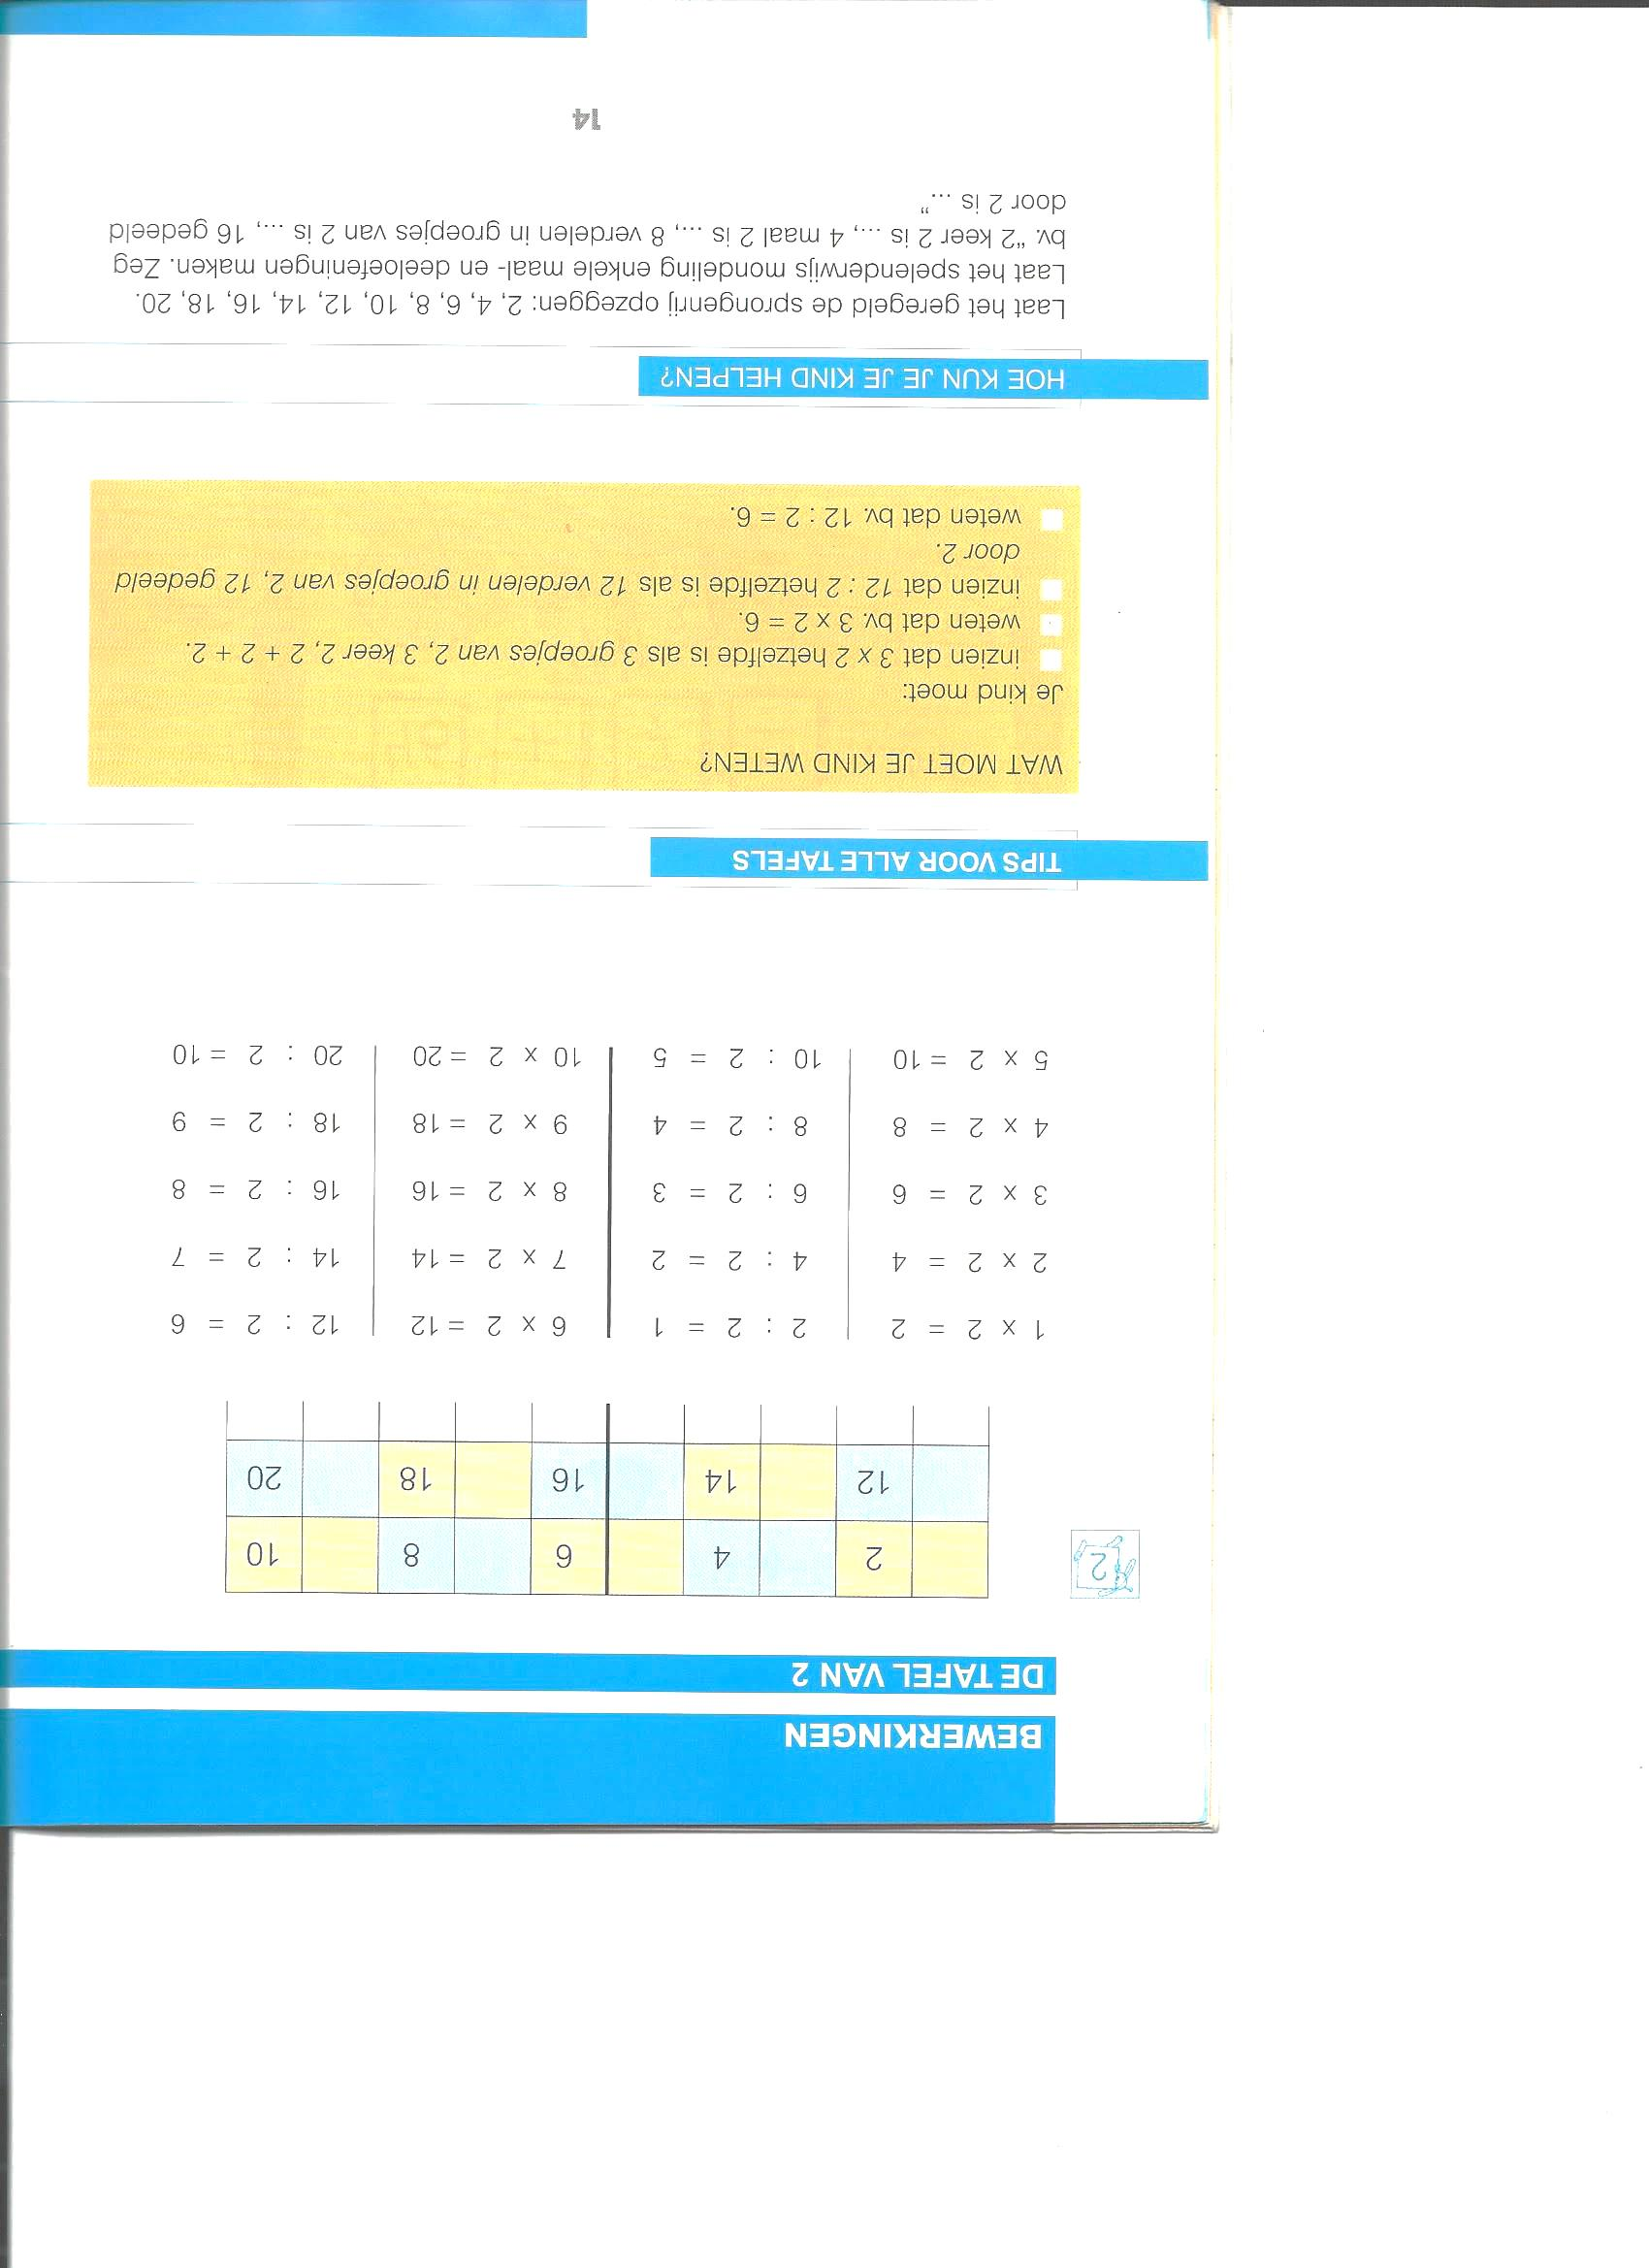 BEWERKINGEN
DE TAFEL VAN 2
2
2 4 6 8 10
12 14 16 18 20
1 x 2 = 2 2 : 2 = 1 6 x 2 = 12 12 : 2 = 6
2 x 2 = 4 4 : 2 = 2 7 x 2 = 14 14 : 2 = 7
3 x 2 = 6 6 : 2 = 3 8 x 2 = 16 16 : 2 = 8
4 x 2 = 8 8 : 2 = 4 9 x 2 = 18 18 : 2 = 9
5 x 2 = 10 10 : 2 = 5 10 x 2 = 20 20 : 2 = 10
TIPS VOOR ALLE TAFELS
WAT MOET JE KIND WETEN?
Je kind moet:
inzien dat 3 x 2 hetzelfde is als 3 groepjes van 2, 3 keer 2, 2 + 2 + 2.
weten dat bv. 3 x 2 = 6.
inzien dat 12 : 2 hetzelfde is als 12 verdelen in groepjes van 2, 12 gedeeld
door 2.
weten dat bv. 12 : 2 = 6.
HOE KUN JE JE KIND HELPEN?
Laat het geregeld de sprongenrij opzeggen: 2, 4, 6, 8, 10, 12, 14, 16, 18, 20.
Laat het spelenderwijs mondeling enkele maal- en deeloefeningen maken. Zeg
bv. “2 keer 2 is ..., 4 maal 2 is ..., 8 verdelen in groepjes van 2 is ..., 16 gedeeld
door 2 is ...”
14